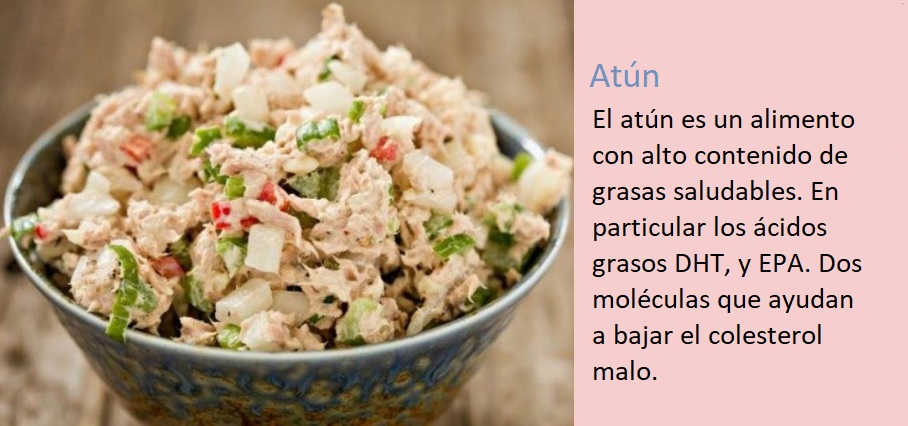 Atún
El atún es un alimento
con alto contenido de
grasas saludables. En
particular los ácidos
grasos DHT, y EPA. Dos
moléculas que ayudan
a bajar el colesterol
malo.